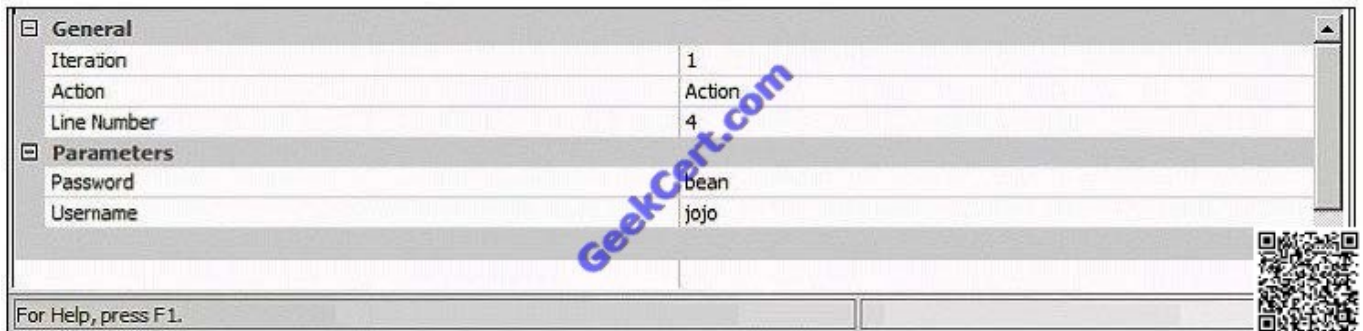 General
Iteration 1
Action Action
Line Number 4
Parameters
Password bean
Username jojo
GeekCert.com
For Help, press F1.